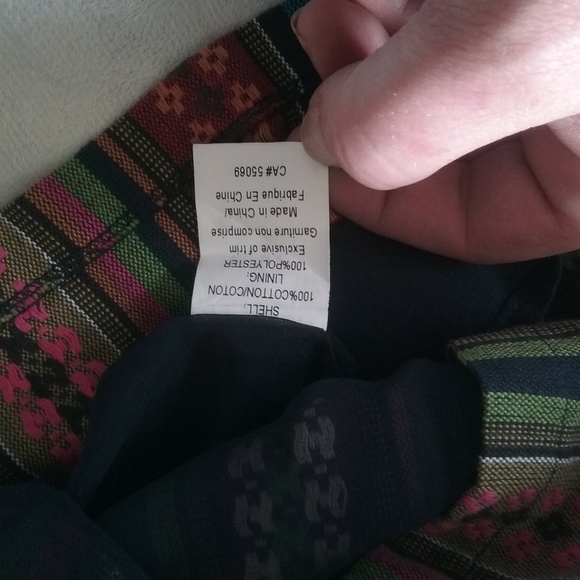 SHELL:
100%COTTON/COTON
LINING:
100%POLYESTER
Exclusive of trim
Garniture non comprise
Made in China/
Fabrique En Chine
CA# 55069